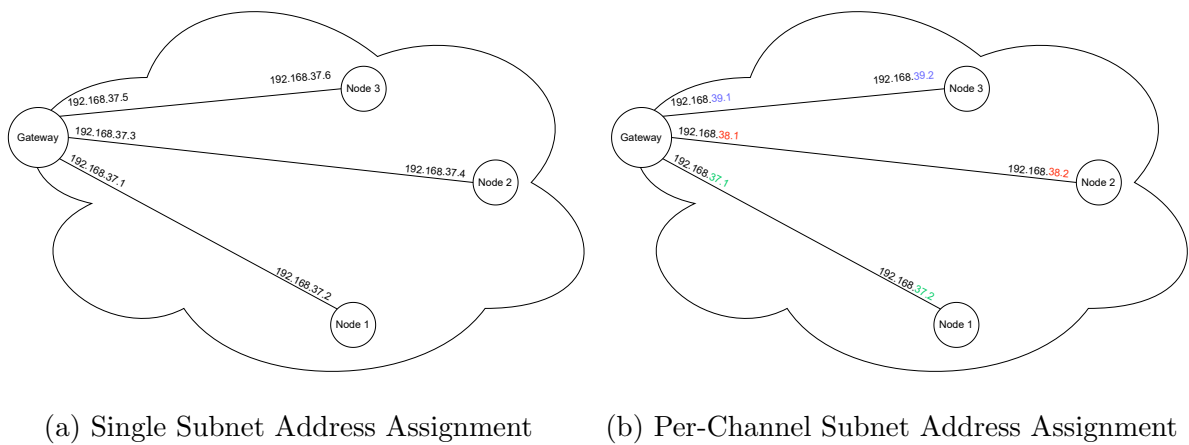 192.168.37.6
Node 3
192.168.37.5
Gateway
192.168.37.3
192.168.37.1
192.168.37.4
Node 2
192.168.37.2
Node 1
(a) Single Subnet Address Assignment
192.168.39.2
Node 3
192.168.39.1
Gateway
192.168.38.1
192.168.37.1
192.168.38.2
Node 2
192.168.37.2
Node 1
(b) Per-Channel Subnet Address Assignment